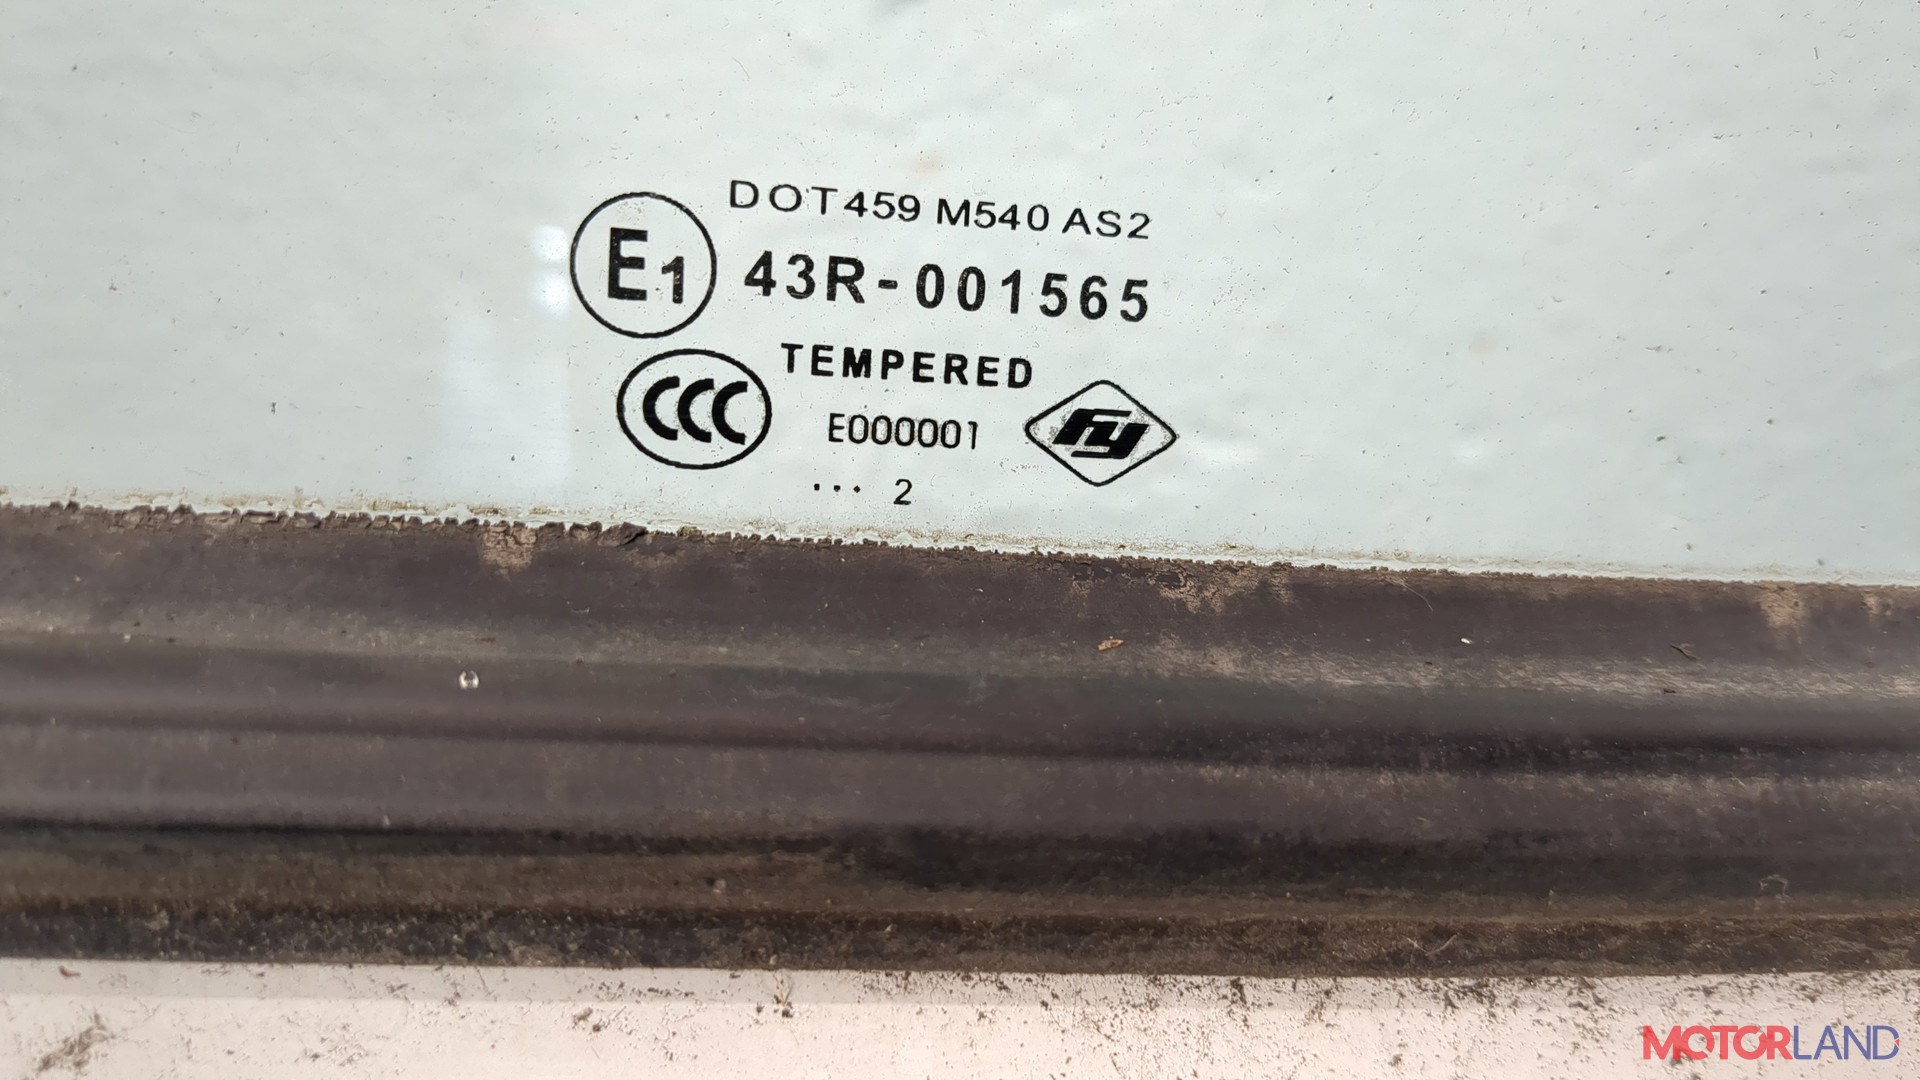 DOT459 M540 AS2
E1
43R-001565
TEMPERED
CCC
E000001
FY
... 2
MOTORLAND